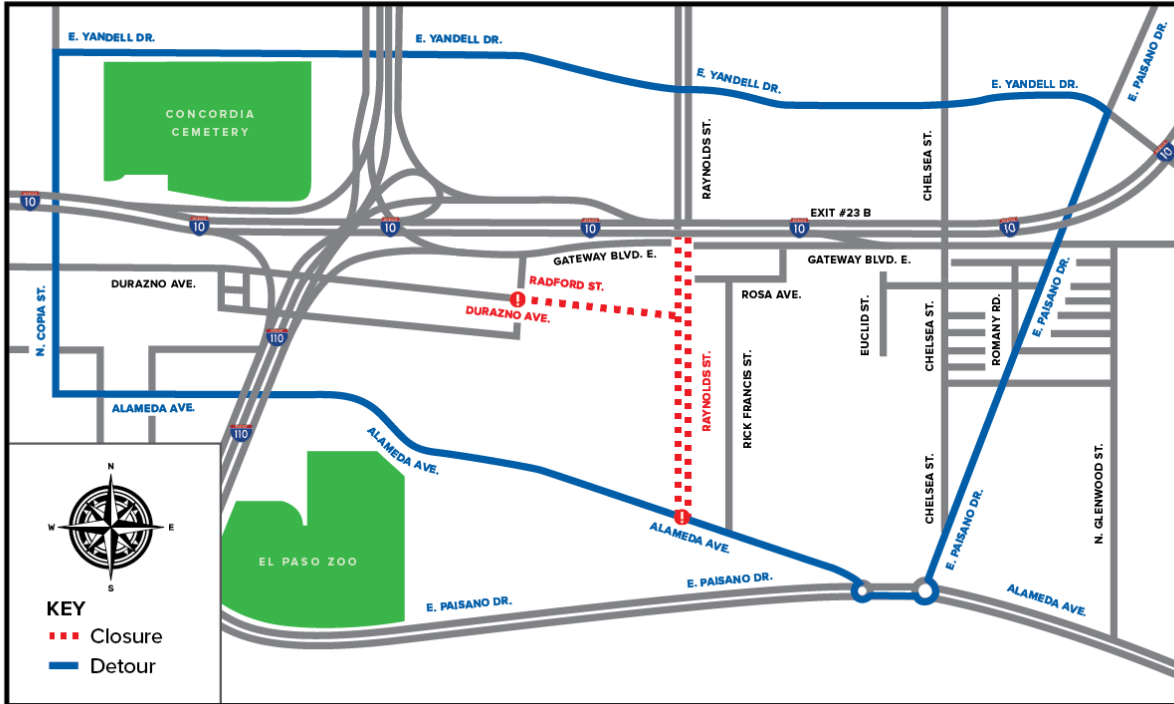 E. YANDELL DR.
E. YANDELL DR.
E. YANDELL DR.
E. YANDELL DR.
E. PAISANO DR.
CONCORDIA
CEMETERY
RAYNOLDS ST.
CHELSEA ST.
10
10
10
10
10
10
10
EXIT #23 B
GATEWAY BLVD. E.
GATEWAY BLVD. E.
DURAZNO AVE.
RADFORD ST.
!
DURAZNO AVE.
ROSA AVE.
N. COPIA ST.
110
RAYNOLDS ST.
RICK FRANCIS ST.
EUCLID ST.
CHELSEA ST.
ROMANY RD.
E. PAISANO DR.
E. PAISANO DR.
ALAMEDA AVE.
110
ALAMEDA AVE.
CHELSEA ST.
N. GLENWOOD ST.
!
ALAMEDA AVE.
E. PAISANO DR.
EL PASO ZOO
E. PAISANO DR.
E. PAISANO DR.
ALAMEDA AVE.
N
W
E
S
KEY
Closure
Detour